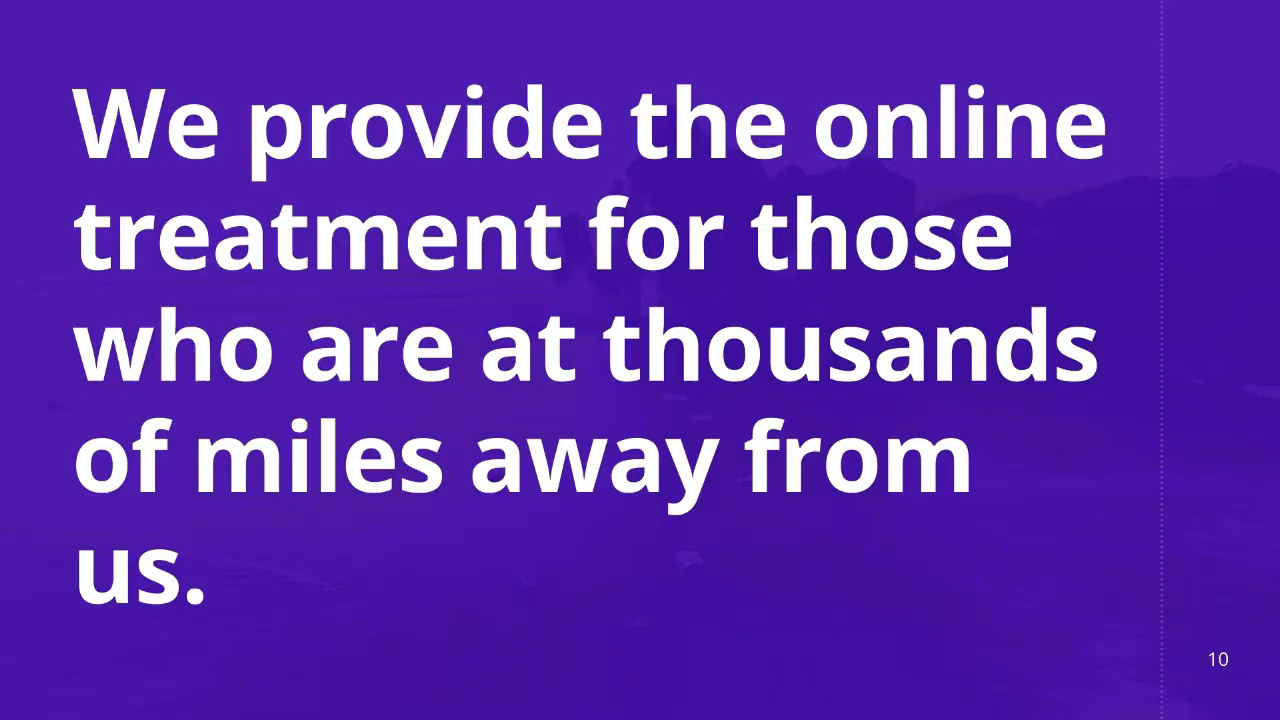 We provide the online
treatment for those
who are at thousands
of miles away from
us.
10